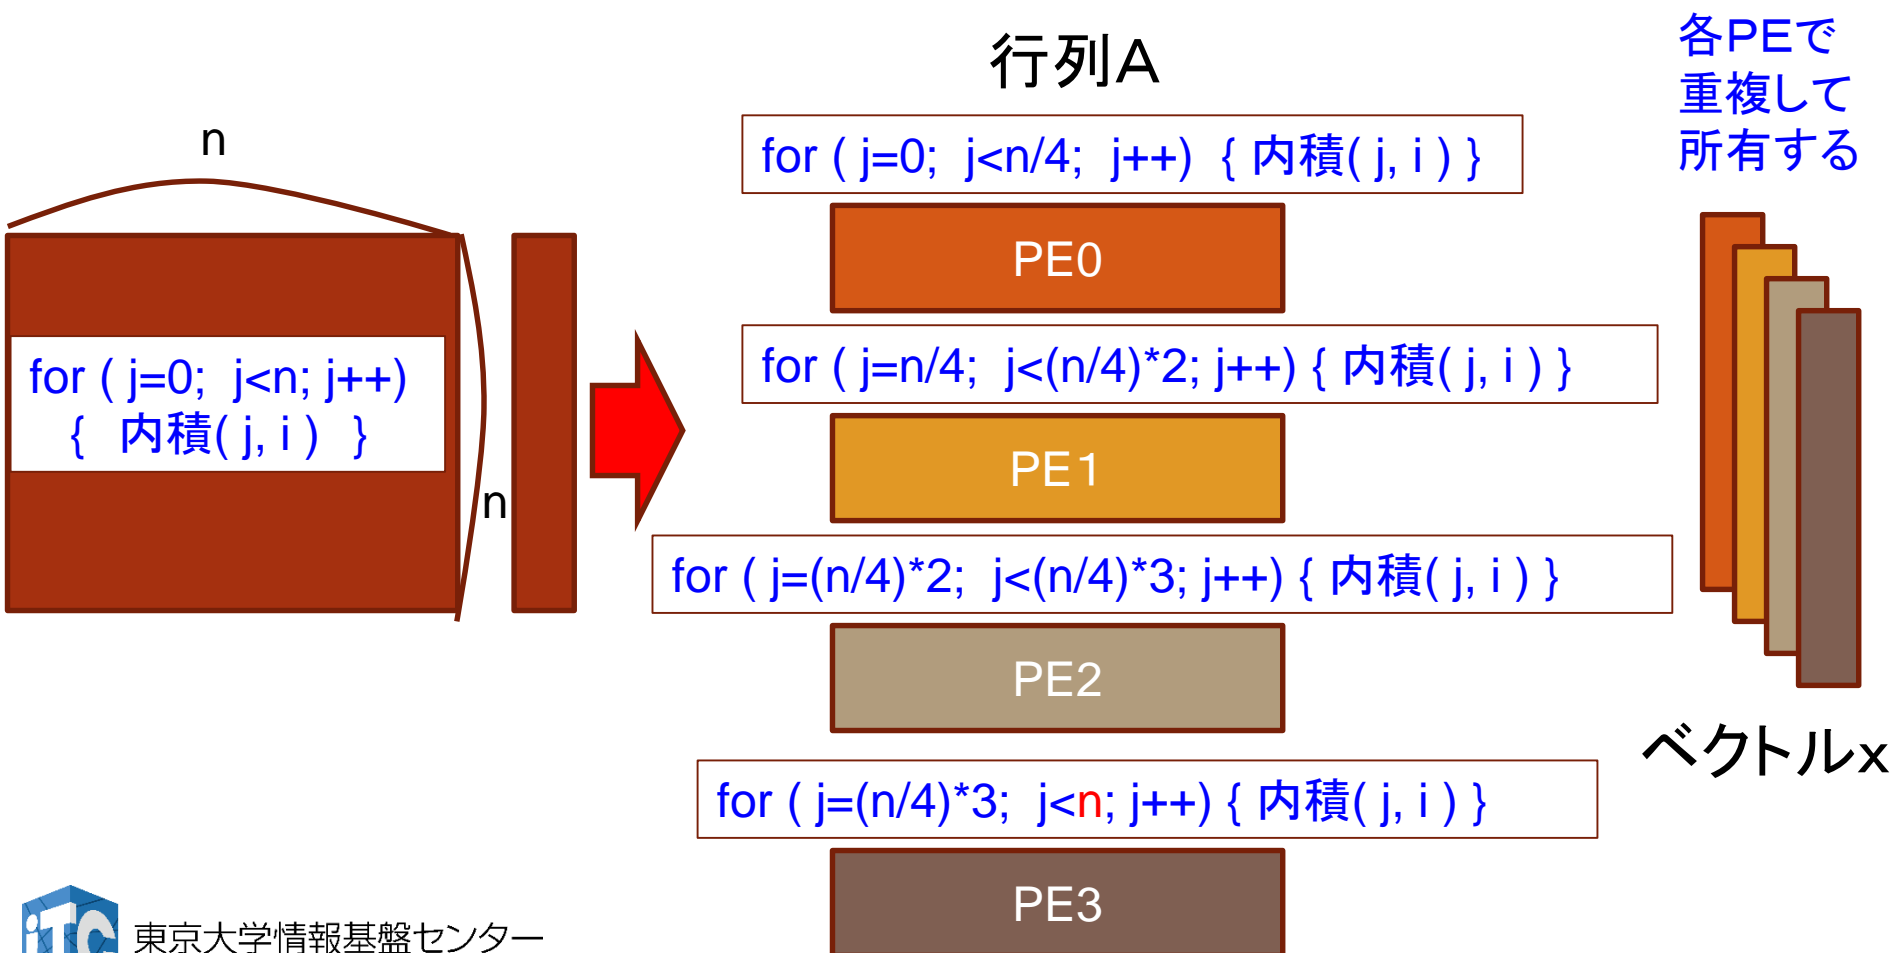 行列A
各PEで
重複して
所有する
n
for ( j=0; j<n; j++)
{ 内積( j, i ) }
n
for ( j=0; j<n/4; j++) { 内積( j, i ) }
PE0
for ( j=n/4; j<(n/4)*2; j++) { 内積( j, i ) }
PE1
for ( j=(n/4)*2; j<(n/4)*3; j++) { 内積( j, i ) }
PE2
for ( j=(n/4)*3; j<n; j++) { 内積( j, i ) }
PE3
ベクトルx
iTC
東京大学情報基盤センター